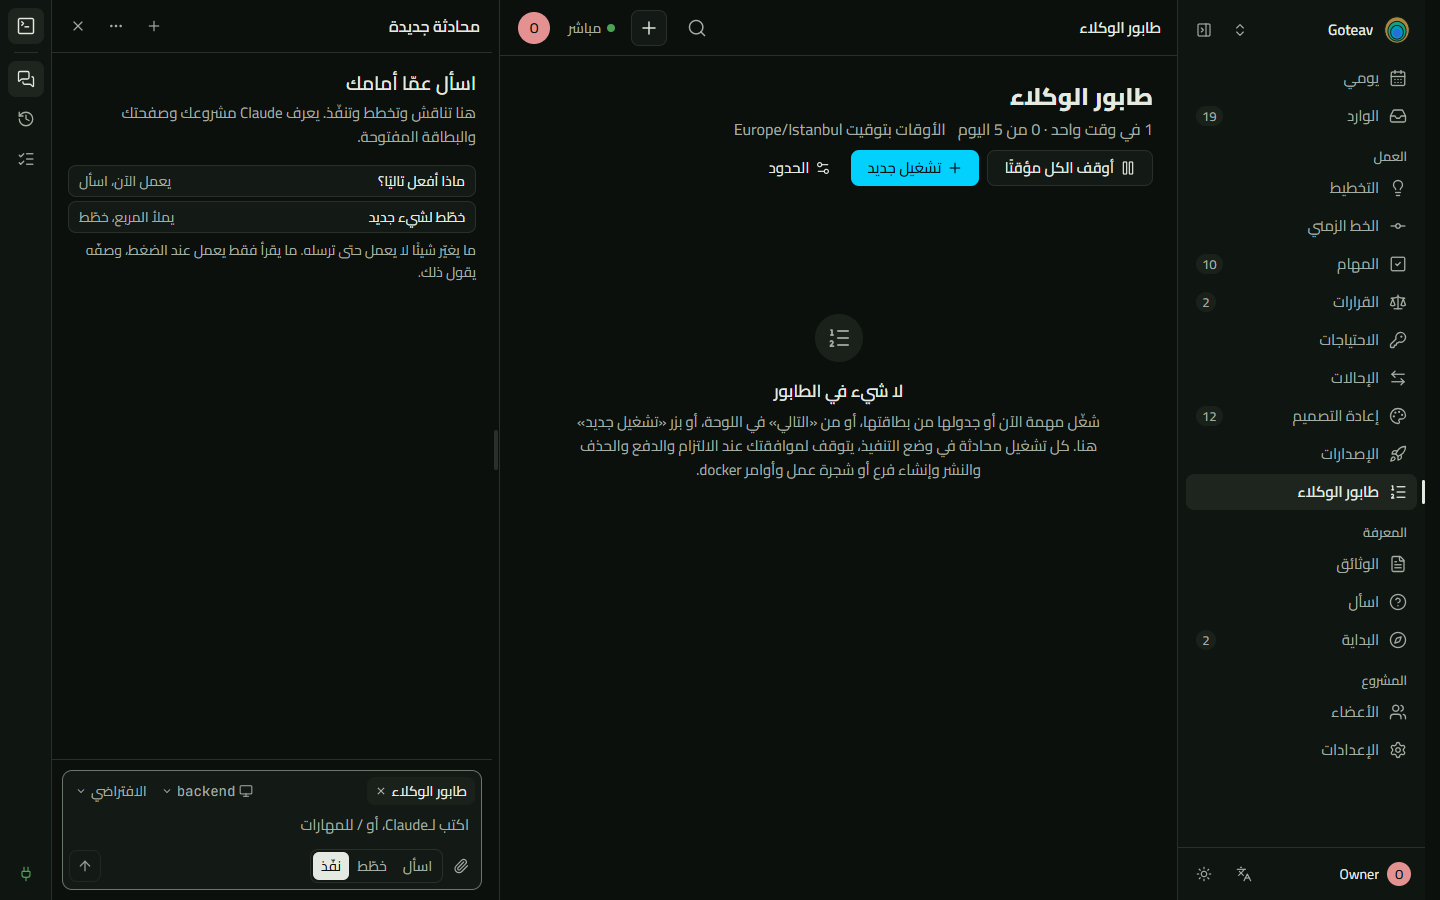 Goteav
يومي
الوارد
19
العمل
التخطيط
الخط الزمني
المهام
10
القرارات
2
الاحتياجات
الإحالات
إعادة التصميم
12
الإصدارات
طابور الوكلاء
المعرفة
الوثائق
اسأل
البداية
2
المشروع
الأعضاء
الإعدادات
O
Owner
طابور الوكلاء
مباشر
O
طابور الوكلاء
1 في وقت واحد · 0 من 5 اليوم الأوقات بتوقيت Europe/Istanbul
أوقف الكل مؤقتًا
تشغيل جديد
الحدود
لا شيء في الطابور
شغّل مهمة الآن أو جدولها من بطاقتها، أو من «التالي» في اللوحة، أو بزر «تشغيل جديد»
هنا. كل تشغيل محادثة في وضع التنفيذ، يتوقف لموافقتك عند الالتزام والدفع والحذف
والنشر وإنشاء فرع أو شجرة عمل وأوامر docker.
محادثة جديدة
اسأل عمّا أمامك
هنا تناقش وتخطط وتنفّذ. يعرف Claude مشروعك وصفحتك
والبطاقة المفتوحة.
ماذا أفعل تاليًا؟
يعمل الآن، اسأل
خطّط لشيء جديد
يملأ المربع، خطّط
ما يغيّر شيئًا لا يعمل حتى ترسله. ما يقرأ فقط يعمل عند الضغط، وصفّه
يقول ذلك.
طابور الوكلاء
backend
الافتراضي
اكتب لـClaude، أو / للمهارات
اسأل
خطّط
نفّذ